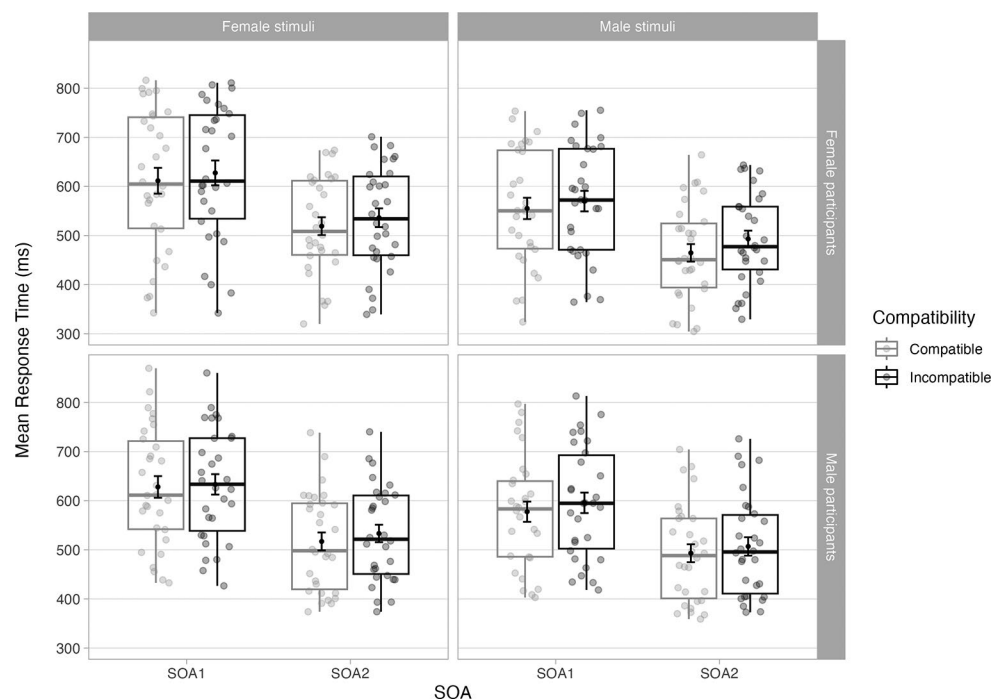 Female stimuli
Male stimuli
Mean Response Time (ms)
800
700
600
500
400
300
Female participants
800
700
600
500
400
300
Male participants
SOA1
SOA2
SOA1
SOA2
SOA
Compatibility
Compatible
Incompatible